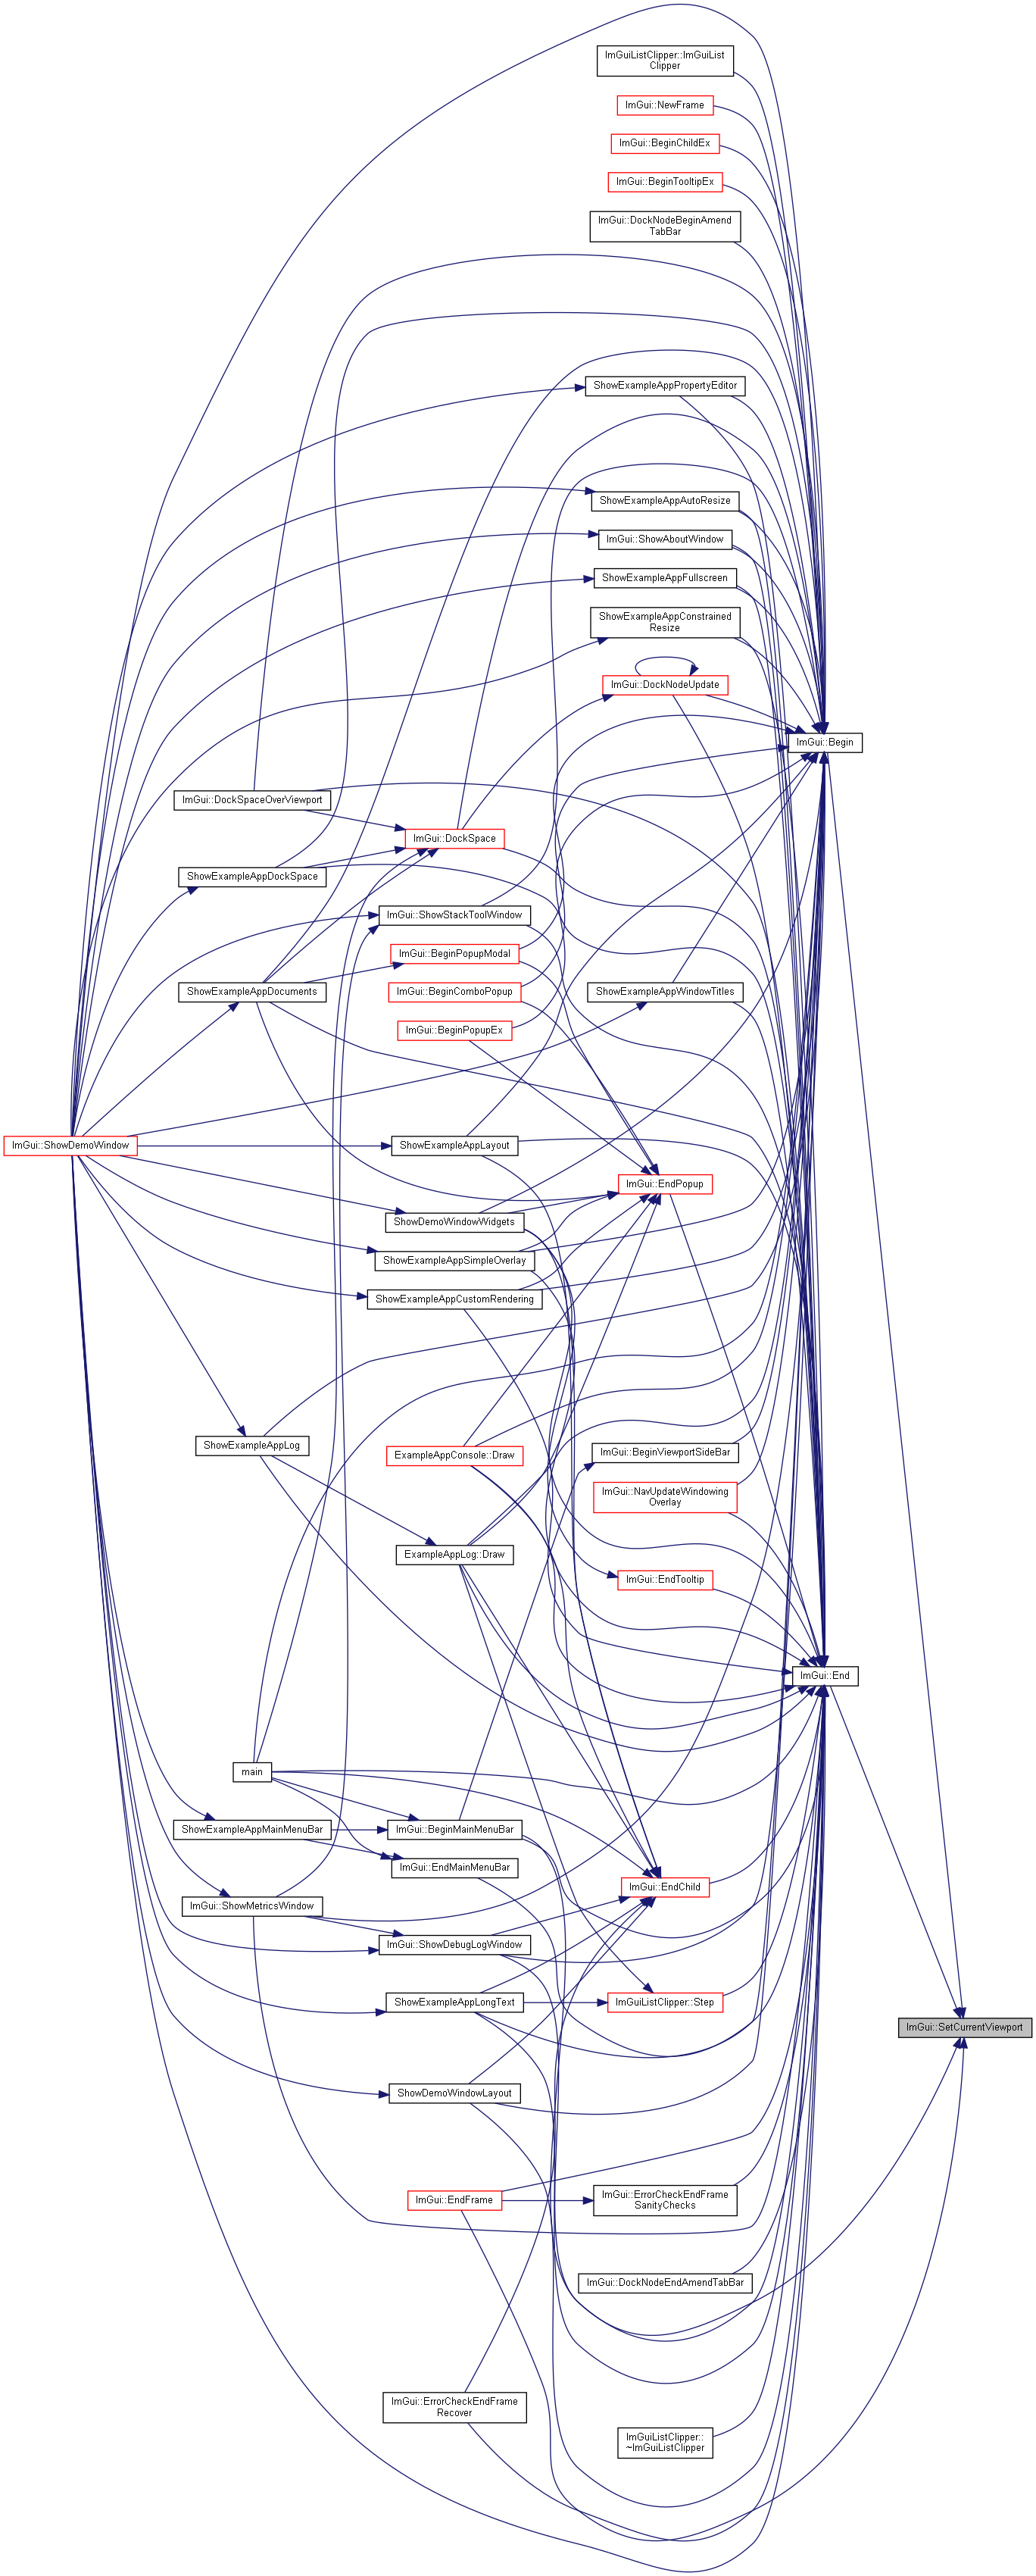 ImGuiListClipper::ImGuiList
Clipper
ImGui::NewFrame
ImGui::BeginChildEx
ImGui::BeginTooltipEx
ImGui::DockNodeBeginAmend
TabBar
ShowExampleAppPropertyEditor
ShowExampleAppAutoResize
ImGui::ShowAboutWindow
ShowExampleAppFullscreen
ShowExampleAppConstrained
Resize
ImGui::DockNodeUpdate
ImGui::Begin
ImGui::DockSpaceOverViewport
ImGui::DockSpace
ShowExampleAppDockSpace
ImGui::ShowStackToolWindow
ImGui::BeginPopupModal
ShowExampleAppDocuments
ImGui::BeginComboPopup
ShowExampleAppWindowTitles
ImGui::BeginPopupEx
ImGui::ShowDemoWindow
ShowExampleAppLayout
ImGui::EndPopup
ShowDemoWindowWidgets
ShowExampleAppSimpleOverlay
ShowExampleAppCustomRendering
ShowExampleAppLog
ExampleAppConsole::Draw
ImGui::BeginViewportSideBar
ImGui::NavUpdateWindowing
Overlay
ExampleAppLog::Draw
ImGui::EndTooltip
ImGui::End
main
ShowExampleAppMainMenuBar
ImGui::BeginMainMenuBar
ImGui::EndMainMenuBar
ImGui::EndChild
ImGui::ShowMetricsWindow
ImGui::ShowDebugLogWindow
ShowExampleAppLongText
ImGuiListClipper::Step
ImGui::SetCurrentViewport
ShowDemoWindowLayout
ImGui::EndFrame
ImGui::ErrorCheckEndFrame
SanityChecks
ImGui::DockNodeEndAmendTabBar
ImGui::ErrorCheckEndFrame
Recover
ImGuiListClipper::
~ImGuiListClipper